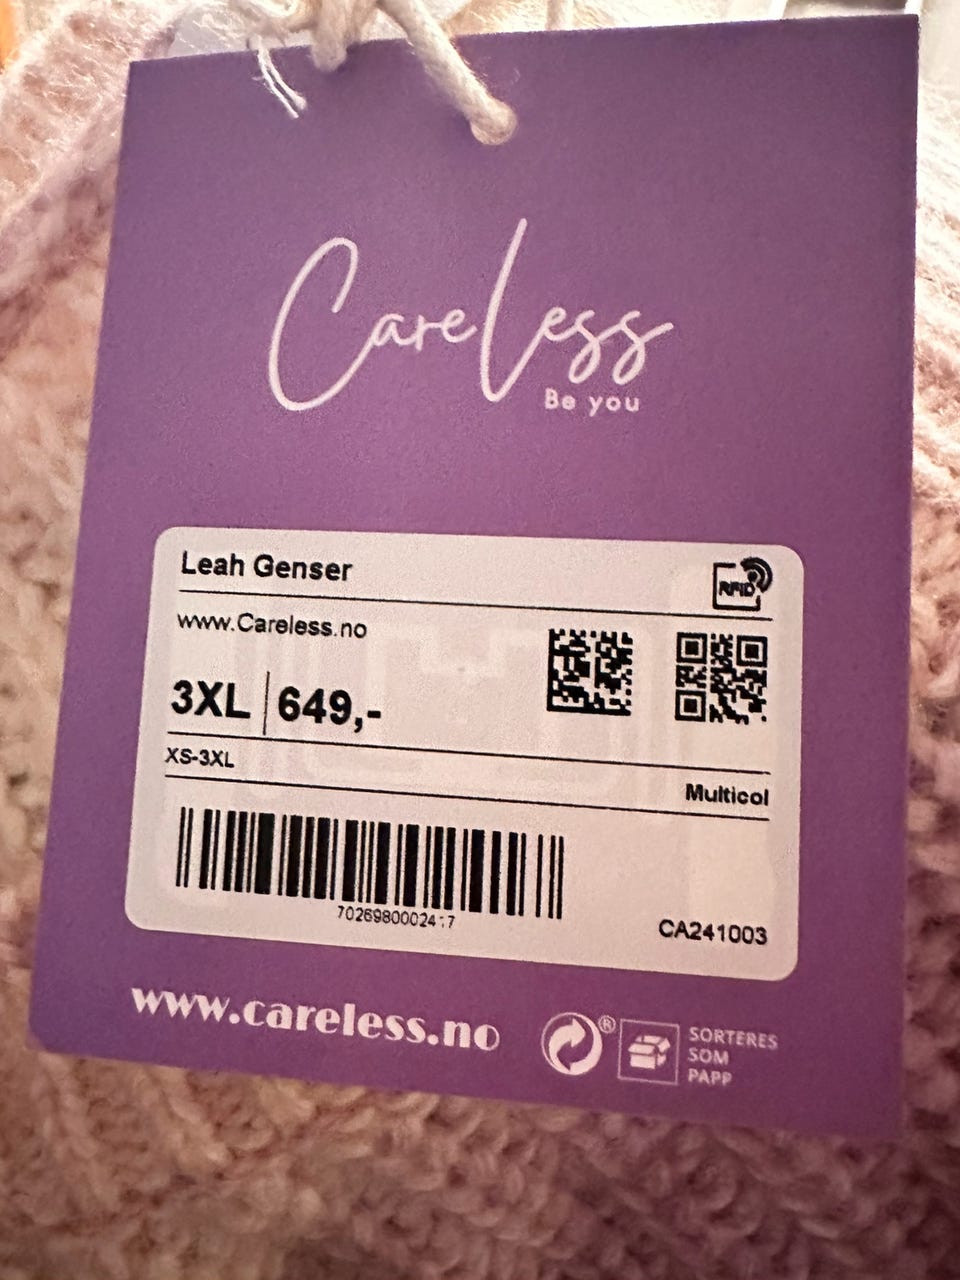 CareLess
Be you
Leah Genser
RFID
www.Careless.no
3XL | 649,-
XS-3XL
Multicol
CA241003
www.careless.no
®
SORTERES
SOM
PAPP